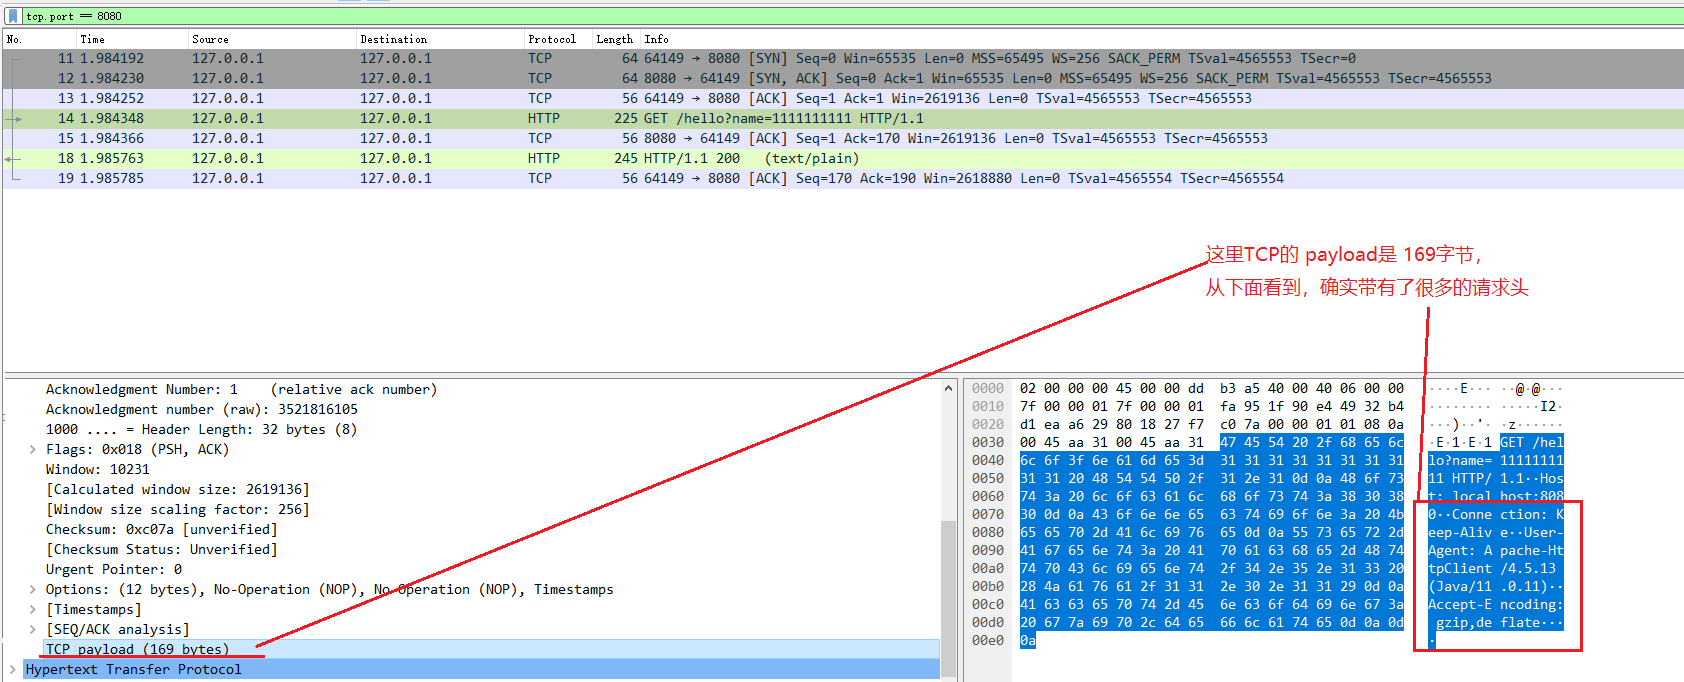 tcp.port == 8080
No. Time Source Destination Protocol Length Info
11 1.984192 127.0.0.1 127.0.0.1 TCP 64 64149 → 8080 [SYN] Seq=0 Win=65535 Len=0 MSS=65495 WS=256 SACK_PERM TSval=4565553 TSecr=0
12 1.984230 127.0.0.1 127.0.0.1 TCP 64 8080 → 64149 [SYN, ACK] Seq=0 Ack=1 Win=65535 Len=0 MSS=65495 WS=256 SACK_PERM TSval=4565553 TSecr=4565553
13 1.984252 127.0.0.1 127.0.0.1 TCP 56 64149 → 8080 [ACK] Seq=1 Ack=1 Win=2619136 Len=0 TSval=4565553 TSecr=4565553
14 1.984348 127.0.0.1 127.0.0.1 HTTP 225 GET /hello?name=1111111111 HTTP/1.1
15 1.984366 127.0.0.1 127.0.0.1 TCP 56 8080 → 64149 [ACK] Seq=1 Ack=170 Win=2619136 Len=0 TSval=4565553 TSecr=4565553
18 1.985763 127.0.0.1 127.0.0.1 HTTP 245 HTTP/1.1 200 (text/plain)
19 1.985785 127.0.0.1 127.0.0.1 TCP 56 64149 → 8080 [ACK] Seq=170 Ack=190 Win=2618880 Len=0 TSval=4565554 TSecr=4565554
这里TCP的 payload是 169字节，
从下面看到，确实带有了很多的请求头
Acknowledgment Number: 1 (relative ack number)
Acknowledgment number (raw): 3521816105
1000 .... = Header Length: 32 bytes (8)
Flags: 0x018 (PSH, ACK)
Window: 10231
[Calculated window size: 2619136]
[Window size scaling factor: 256]
Checksum: 0xc07a [unverified]
[Checksum Status: Unverified]
Urgent Pointer: 0
Options: (12 bytes), No-Operation (NOP), No-Operation (NOP), Timestamps
[Timestamps]
[SEQ/ACK analysis]
TCP payload (169 bytes)
Hypertext Transfer Protocol
0000 02 00 00 00 45 00 00 dd b3 a5 40 00 40 06 00 00 ····E··· ··@·@···
0010 7f 00 00 01 7f 00 00 01 fa 95 1f 90 e4 49 32 b4 ········ ·····I2·
0020 d1 ea a6 29 80 18 27 f7 c0 7a 00 00 01 01 08 0a ···)··'· ·z······
0030 00 45 aa 31 00 45 aa 31 47 45 54 20 2f 68 65 6c ·E·1·E·1 GET /hel
0040 6c 6f 3f 6e 61 6d 65 3d 31 31 31 31 31 31 31 31 lo?name= 11111111
0050 31 31 20 48 54 54 50 2f 31 2e 31 0d 0a 48 6f 73 11 HTTP/ 1.1··Hos
0060 74 3a 20 6c 6f 63 61 6c 68 6f 73 74 3a 38 30 38 t: local host:808
0070 30 0d 0a 43 6f 6e 6e 65 63 74 69 6f 6e 3a 20 4b 0··Conne ction: K
0080 65 65 70 2d 41 6c 69 76 65 0d 0a 55 73 65 72 2d eep-Aliv e··User-
0090 41 67 65 6e 74 3a 20 41 70 61 63 68 65 2d 48 74 Agent: A pache-Ht
00a0 74 70 43 6c 69 65 6e 74 2f 34 2e 35 2e 31 33 20 tpClient /4.5.13
00b0 28 4a 61 76 61 2f 31 31 2e 30 2e 31 31 29 0d 0a (Java/11 .0.11)··
00c0 41 63 63 65 70 74 2d 45 6e 63 6f 64 69 6e 67 3a Accept-E ncoding:
00d0 20 67 7a 69 70 2c 64 65 66 6c 61 74 65 0d 0a 0d gzip,de flate···
00e0 0a ·